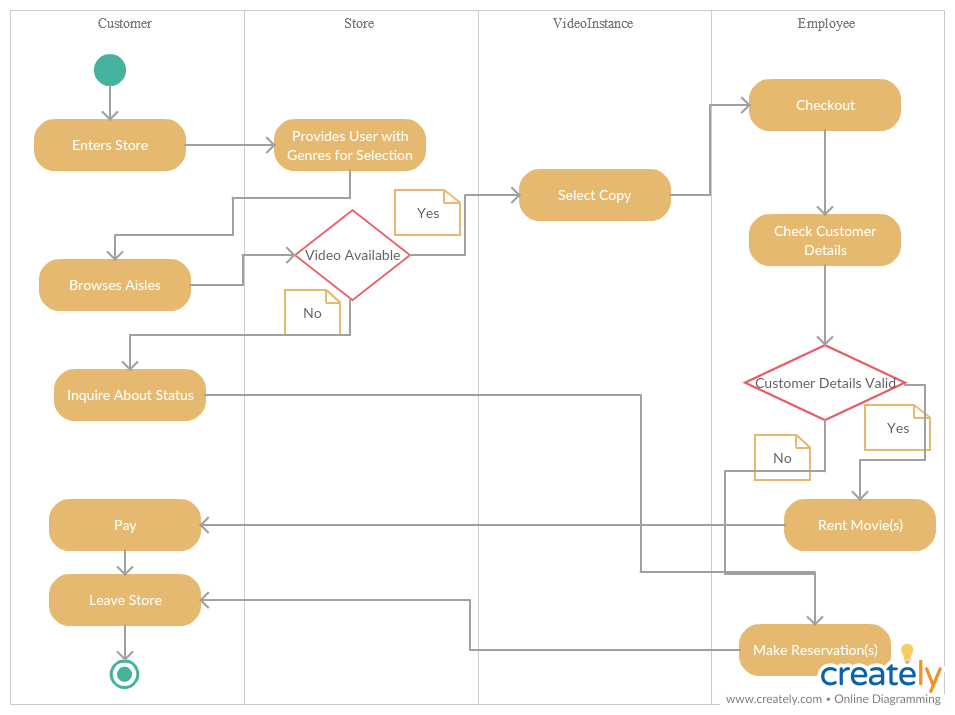 Customer
Store
VideoInstance
Employee
Enters Store
Provides User with
Genres for Selection
Checkout
Yes
Select Copy
Check Customer
Details
Video Available
Browses Aisles
No
Inquire About Status
Customer Details Valid
Yes
No
Pay
Rent Movie(s)
Leave Store
Make Reservation(s)
creately
www.creately.com • Online Diagramming